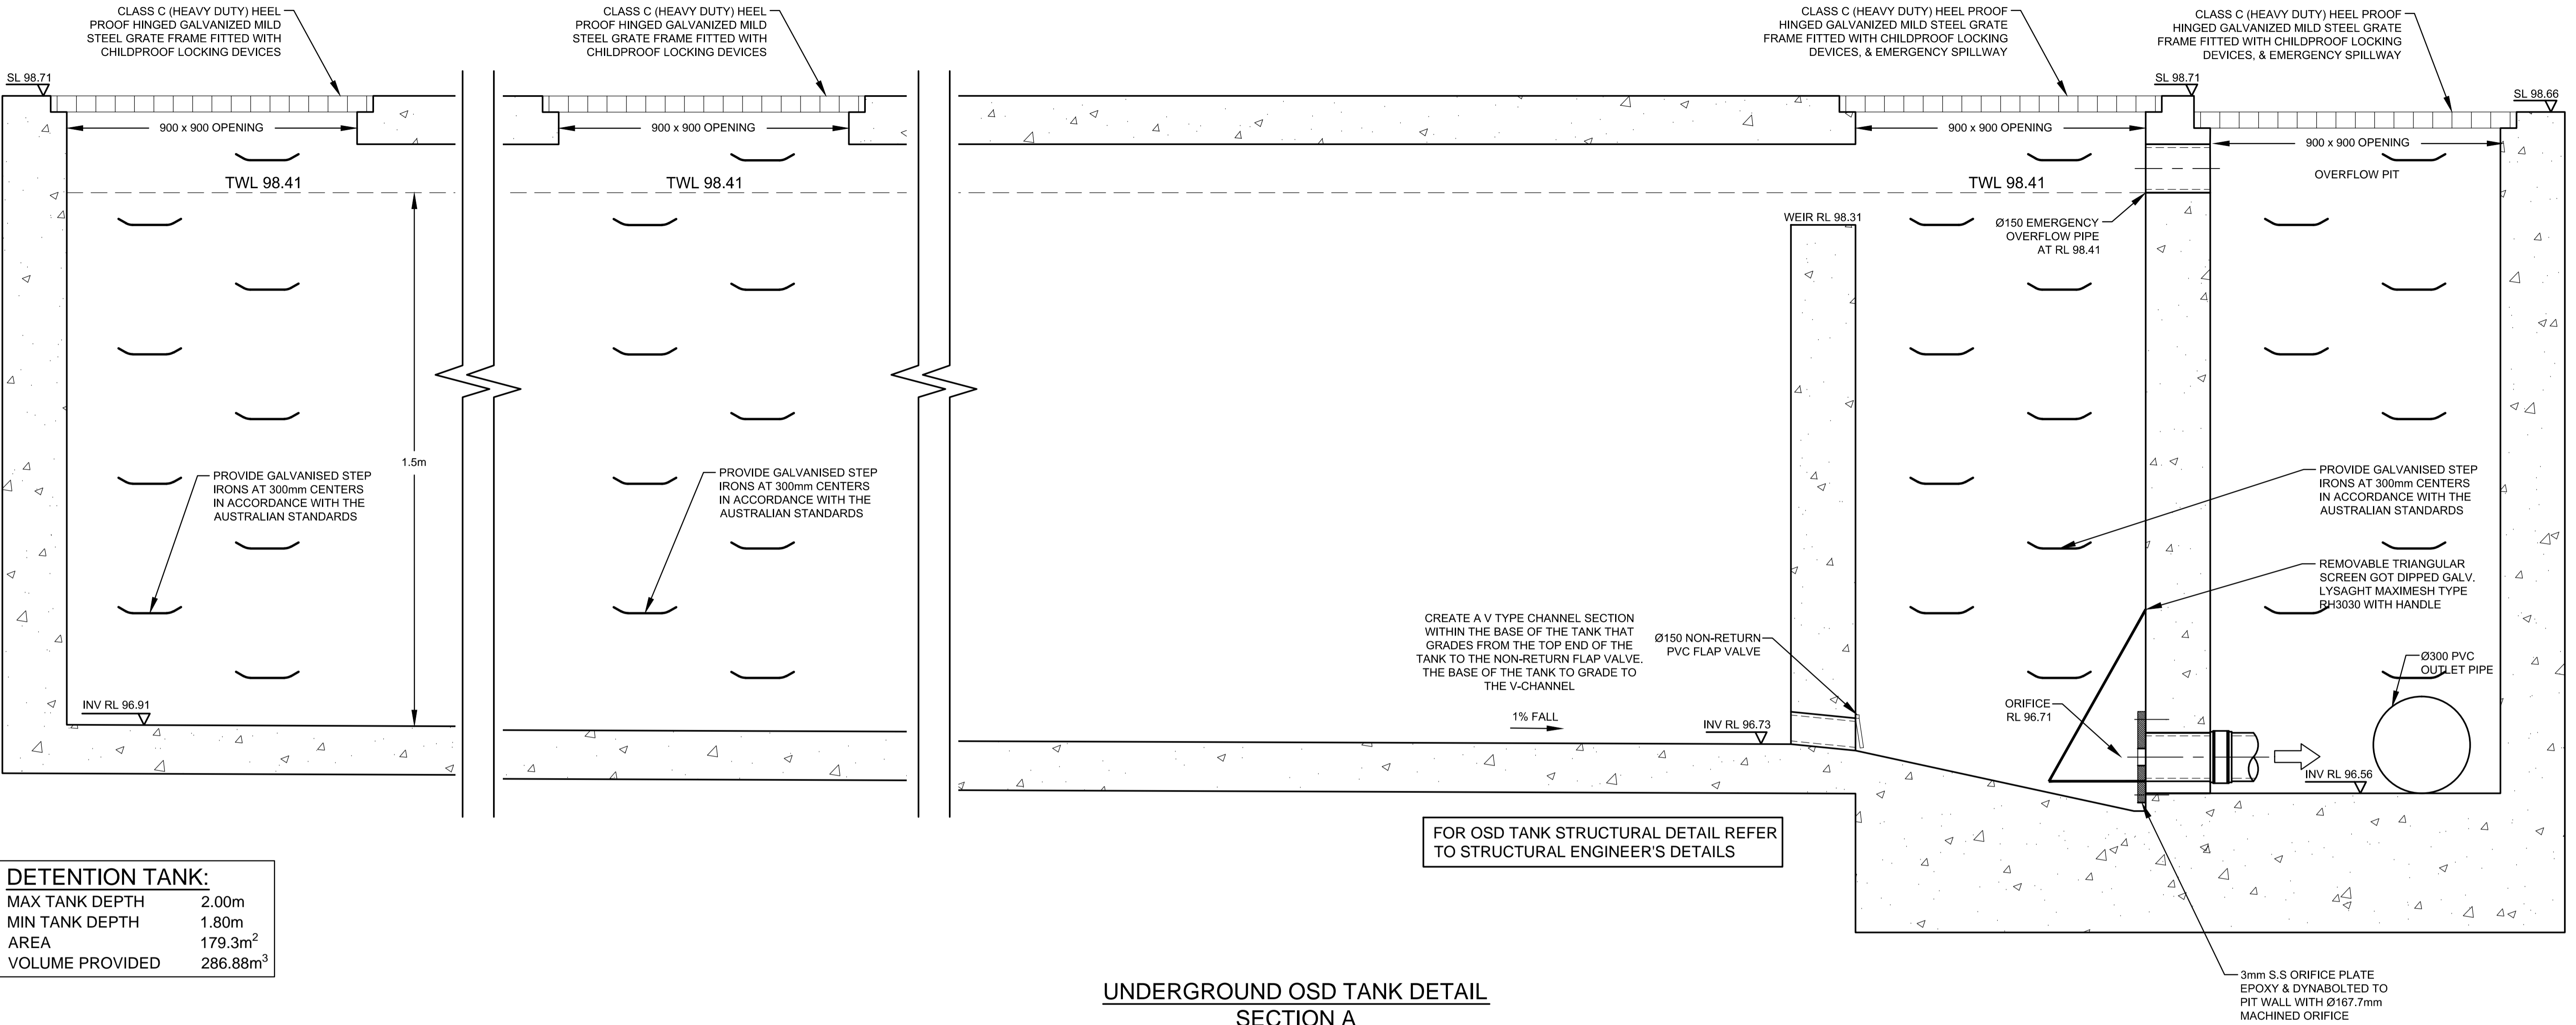 CLASS C (HEAVY DUTY) HEEL
PROOF HINGED GALVANIZED MILD
STEEL GRATE FRAME FITTED WITH
CHILDPROOF LOCKING DEVICES
CLASS C (HEAVY DUTY) HEEL
PROOF HINGED GALVANIZED MILD
STEEL GRATE FRAME FITTED WITH
CHILDPROOF LOCKING DEVICES
CLASS C (HEAVY DUTY) HEEL PROOF
HINGED GALVANIZED MILD STEEL GRATE
FRAME FITTED WITH CHILDPROOF LOCKING
DEVICES, & EMERGENCY SPILLWAY
CLASS C (HEAVY DUTY) HEEL PROOF
HINGED GALVANIZED MILD STEEL GRATE
FRAME FITTED WITH CHILDPROOF LOCKING
DEVICES, & EMERGENCY SPILLWAY
SL 98.71
SL 98.71
SL 98.66
900 x 900 OPENING
900 x 900 OPENING
900 x 900 OPENING
900 x 900 OPENING
OVERFLOW PIT
TWL 98.41
TWL 98.41
TWL 98.41
WEIR RL 98.31
Ø150 EMERGENCY
OVERFLOW PIPE
AT RL 98.41
1.5m
PROVIDE GALVANISED STEP
IRONS AT 300mm CENTERS
IN ACCORDANCE WITH THE
AUSTRALIAN STANDARDS
PROVIDE GALVANISED STEP
IRONS AT 300mm CENTERS
IN ACCORDANCE WITH THE
AUSTRALIAN STANDARDS
PROVIDE GALVANISED STEP
IRONS AT 300mm CENTERS
IN ACCORDANCE WITH THE
AUSTRALIAN STANDARDS
REMOVABLE TRIANGULAR
SCREEN GOT DIPPED GALV.
LYSAGHT MAXIMESH TYPE
RH3030 WITH HANDLE
CREATE A V TYPE CHANNEL SECTION
WITHIN THE BASE OF THE TANK THAT
GRADES FROM THE TOP END OF THE
TANK TO THE NON-RETURN FLAP VALVE.
THE BASE OF THE TANK TO GRADE TO
THE V-CHANNEL
Ø150 NON-RETURN
PVC FLAP VALVE
Ø300 PVC
OUTLET PIPE
INV RL 96.91
1% FALL
INV RL 96.73
ORIFICE
RL 96.71
INV RL 96.56
FOR OSD TANK STRUCTURAL DETAIL REFER
TO STRUCTURAL ENGINEER'S DETAILS
DETENTION TANK:
MAX TANK DEPTH 2.00m
MIN TANK DEPTH 1.80m
AREA 179.3m²
VOLUME PROVIDED 286.88m³
3mm S.S ORIFICE PLATE
EPOXY & DYNABOLTED TO
PIT WALL WITH Ø167.7mm
MACHINED ORIFICE
UNDERGROUND OSD TANK DETAIL
SECTION A